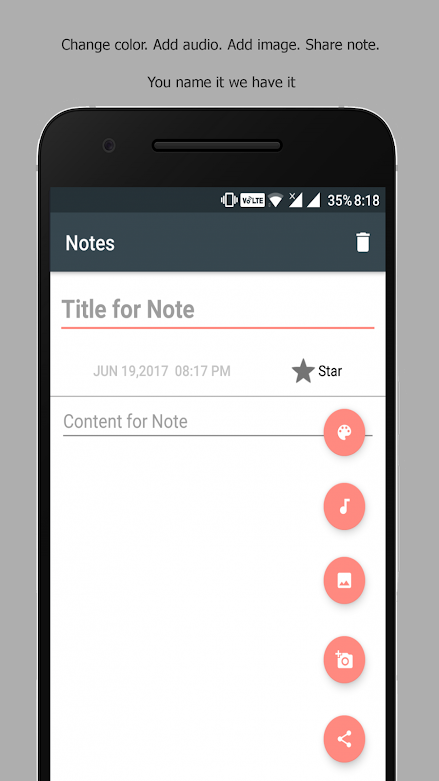 Change color. Add audio. Add image. Share note.
You name it we have it
VoLTE 35% 8:18
Notes
Title for Note
JUN 19,2017 08:17 PM Star
Content for Note